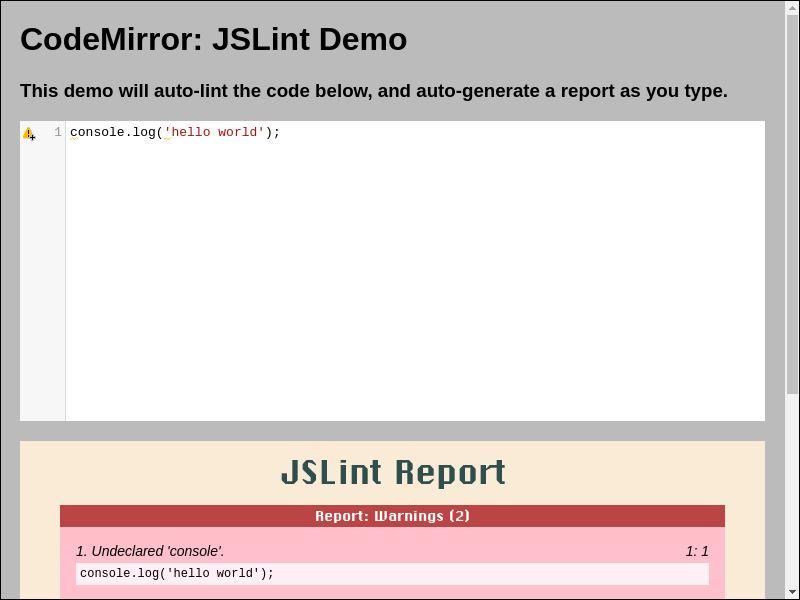 CodeMirror: JSLint Demo
This demo will auto-lint the code below, and auto-generate a report as you type.
1 console.log('hello world');
JSLint Report
Report: Warnings (2)
1. Undeclared 'console'. 1: 1
console.log('hello world');